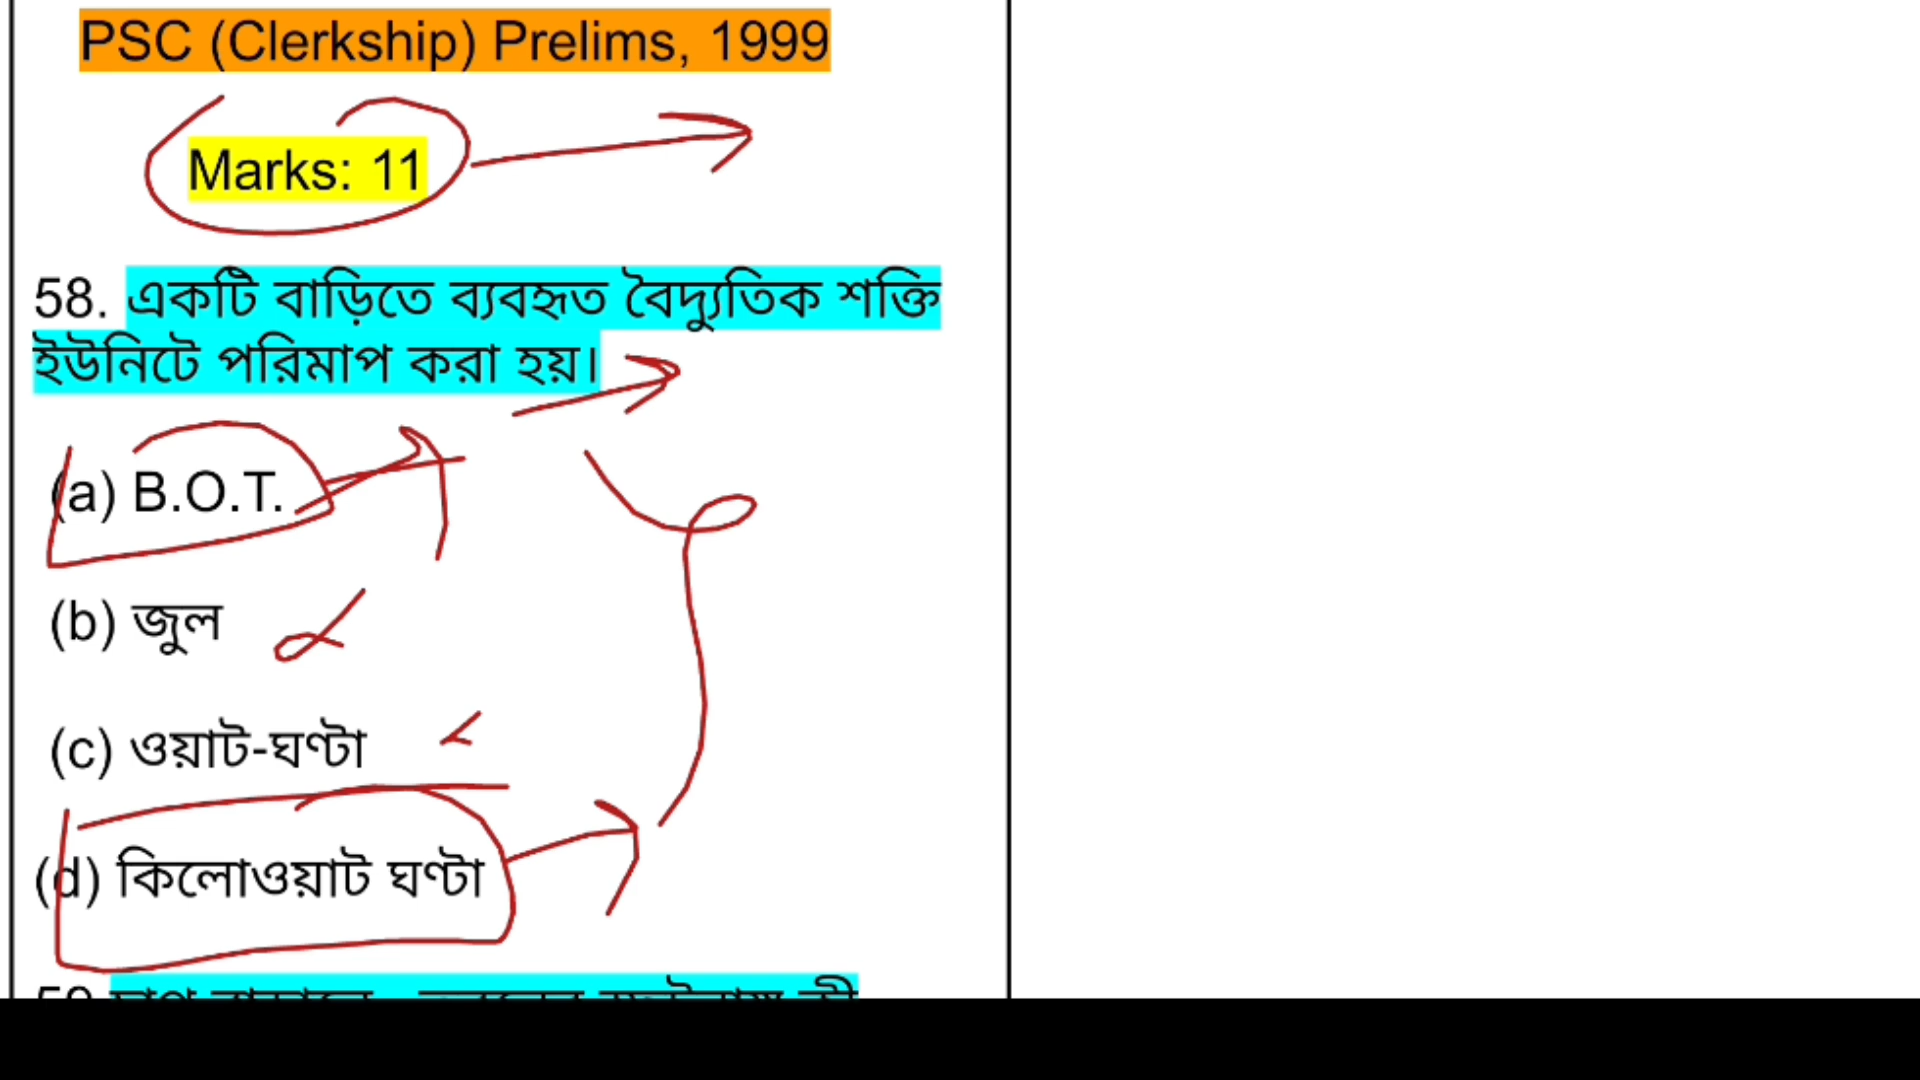 PSC (Clerkship) Prelims, 1999
Marks: 11
58. একটি বাড়িতে ব্যবহৃত বৈদ্যুতিক শক্তি
ইউনিটে পরিমাপ করা হয়।
(a) B.O.T.
(b) জুল
(c) ওয়াট-ঘণ্টা
(d) কিলোওয়াট ঘণ্টা